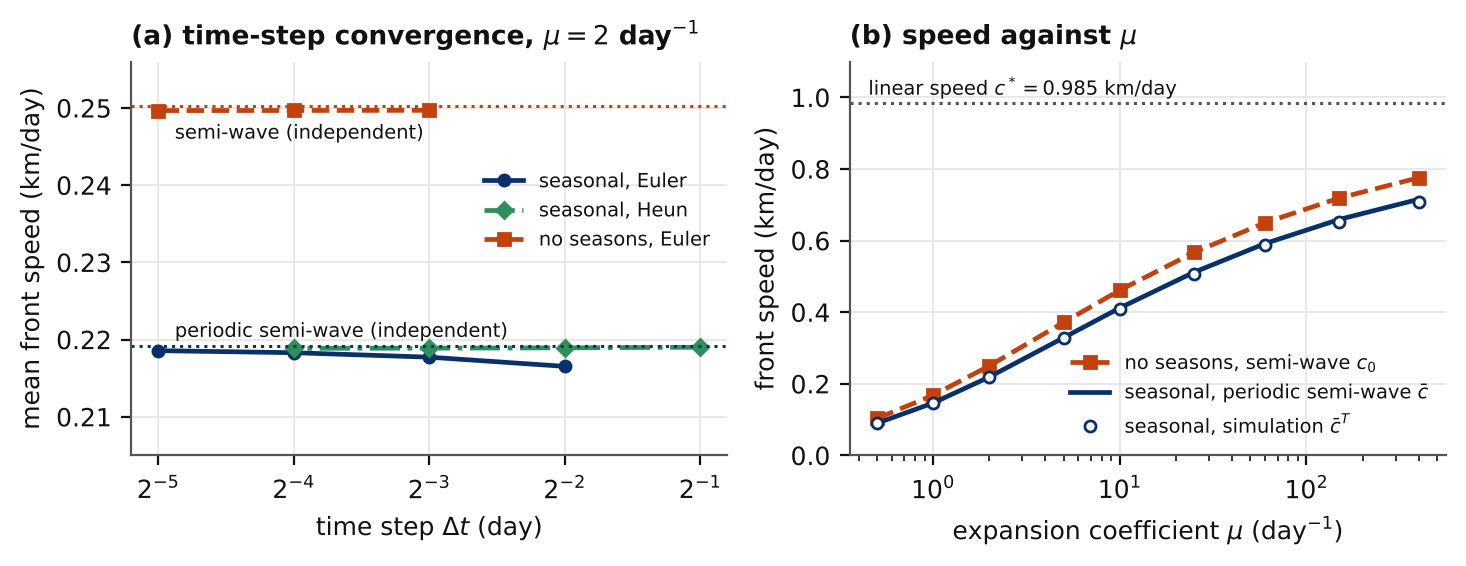 (a) time-step convergence, μ = 2 day⁻¹
mean front speed (km/day)
0.25
0.24
0.23
0.22
0.21
semi-wave (independent)
seasonal, Euler
seasonal, Heun
no seasons, Euler
periodic semi-wave (independent)
2⁻⁵
2⁻⁴
2⁻³
2⁻²
2⁻¹
time step Δt (day)
(b) speed against μ
front speed (km/day)
1.0
0.8
0.6
0.4
0.2
0.0
linear speed c* = 0.985 km/day
no seasons, semi-wave c₀
seasonal, periodic semi-wave c̄
seasonal, simulation c̄ᵀ
10⁰
10¹
10²
expansion coefficient μ (day⁻¹)